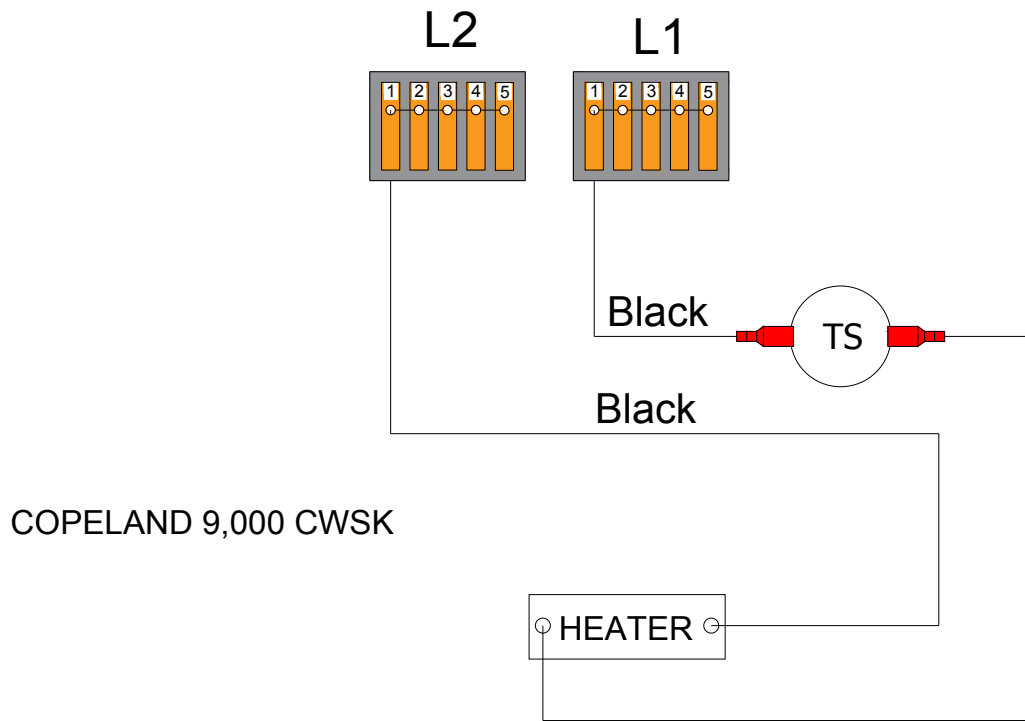 L2
L1
1 2 3 4 5
1 2 3 4 5
Black
TS
Black
COPELAND 9,000 CWSK
HEATER